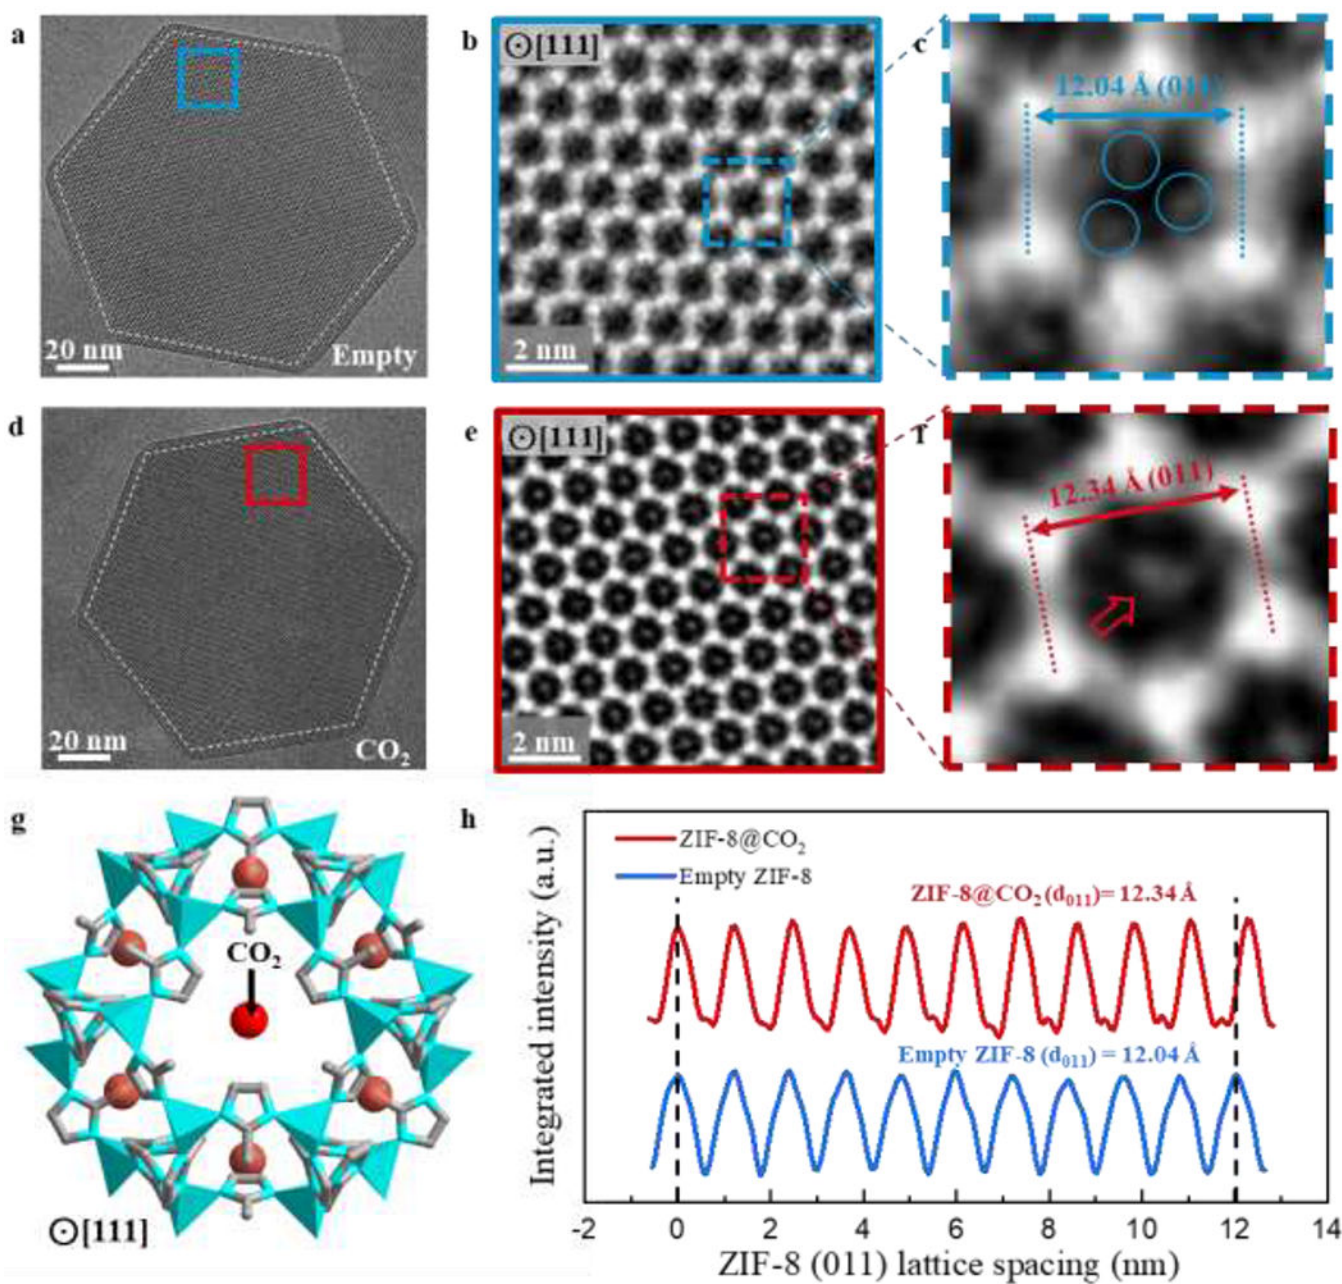 a
20 nm
Empty
b
⊙[111]
2 nm
c
12.04 Å (011)
d
20 nm
CO₂
e
⊙[111]
2 nm
f
12.34 Å (011)
g
CO₂
⊙[111]
h
Integrated intensity (a.u.)
ZIF-8@CO₂
Empty ZIF-8
ZIF-8@CO₂ (d₀₁₁)= 12.34 Å
Empty ZIF-8 (d₀₁₁) = 12.04 Å
-2 0 2 4 6 8 10 12 14
ZIF-8 (011) lattice spacing (nm)